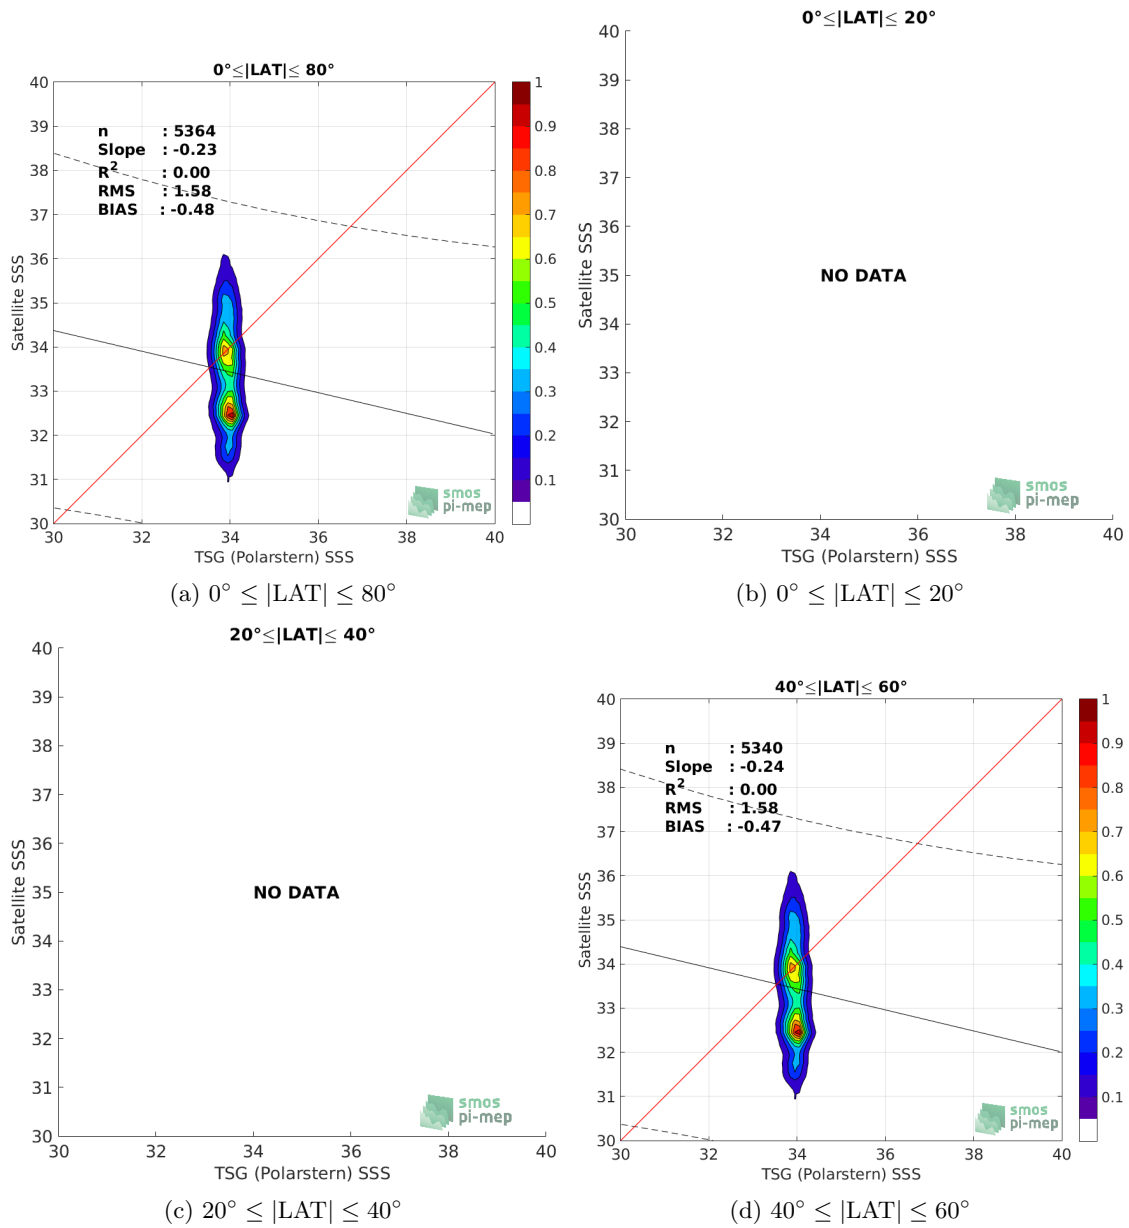 0°≤|LAT|≤ 80°
40
39
38
37
36
35
34
33
32
31
30
Satellite SSS
n : 5364
Slope : -0.23
R² : 0.00
RMS : 1.58
BIAS : -0.48
smos
pi-mep
30 32 34 36 38 40
TSG (Polarstern) SSS
1
0.9
0.8
0.7
0.6
0.5
0.4
0.3
0.2
0.1
(a) 0° ≤ |LAT| ≤ 80°
0°≤|LAT|≤ 20°
40
39
38
37
36
35
34
33
32
31
30
Satellite SSS
NO DATA
smos
pi-mep
30 32 34 36 38 40
TSG (Polarstern) SSS
(b) 0° ≤ |LAT| ≤ 20°
20°≤|LAT|≤ 40°
40
39
38
37
36
35
34
33
32
31
30
Satellite SSS
NO DATA
smos
pi-mep
30 32 34 36 38 40
TSG (Polarstern) SSS
(c) 20° ≤ |LAT| ≤ 40°
40°≤|LAT|≤ 60°
40
39
38
37
36
35
34
33
32
31
30
Satellite SSS
n : 5340
Slope : -0.24
R² : 0.00
RMS : 1.58
BIAS : -0.47
smos
pi-mep
30 32 34 36 38 40
TSG (Polarstern) SSS
1
0.9
0.8
0.7
0.6
0.5
0.4
0.3
0.2
0.1
(d) 40° ≤ |LAT| ≤ 60°